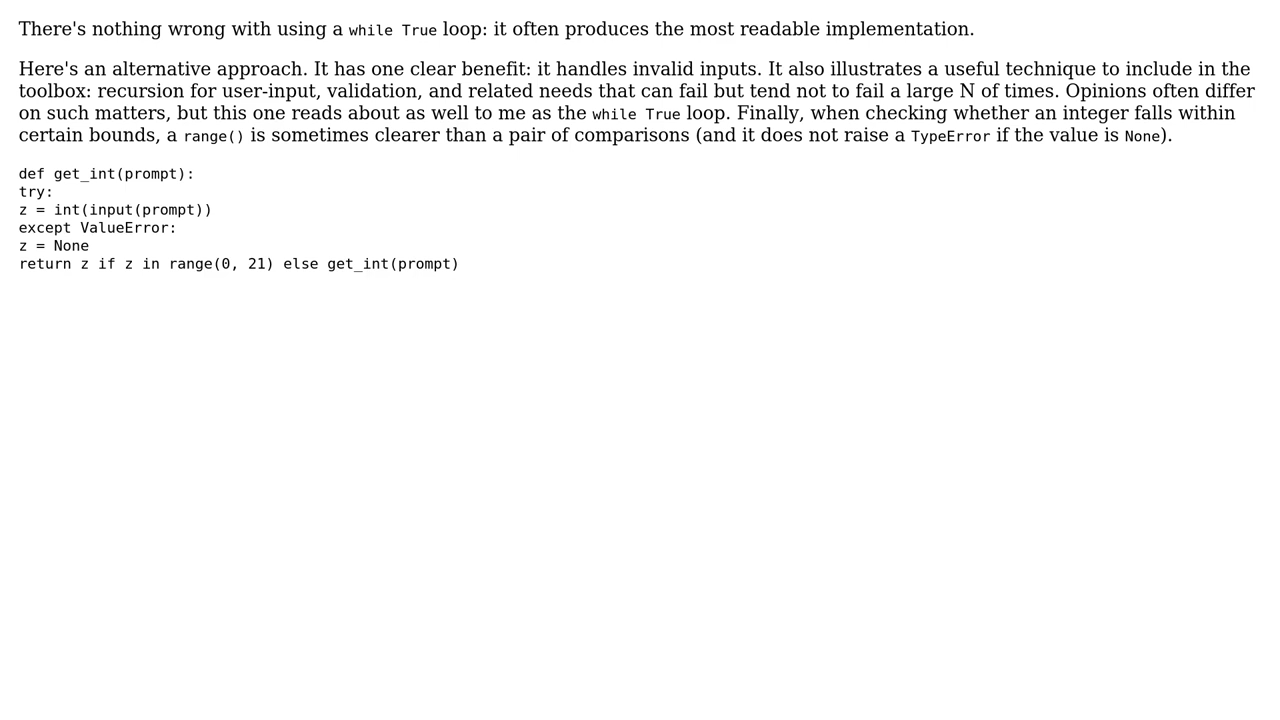 There's nothing wrong with using a while True loop: it often produces the most readable implementation.
Here's an alternative approach. It has one clear benefit: it handles invalid inputs. It also illustrates a useful technique to include in the
toolbox: recursion for user-input, validation, and related needs that can fail but tend not to fail a large N of times. Opinions often differ
on such matters, but this one reads about as well to me as the while True loop. Finally, when checking whether an integer falls within
certain bounds, a range() is sometimes clearer than a pair of comparisons (and it does not raise a TypeError if the value is None).
def get_int(prompt):
try:
z = int(input(prompt))
except ValueError:
z = None
return z if z in range(0, 21) else get_int(prompt)